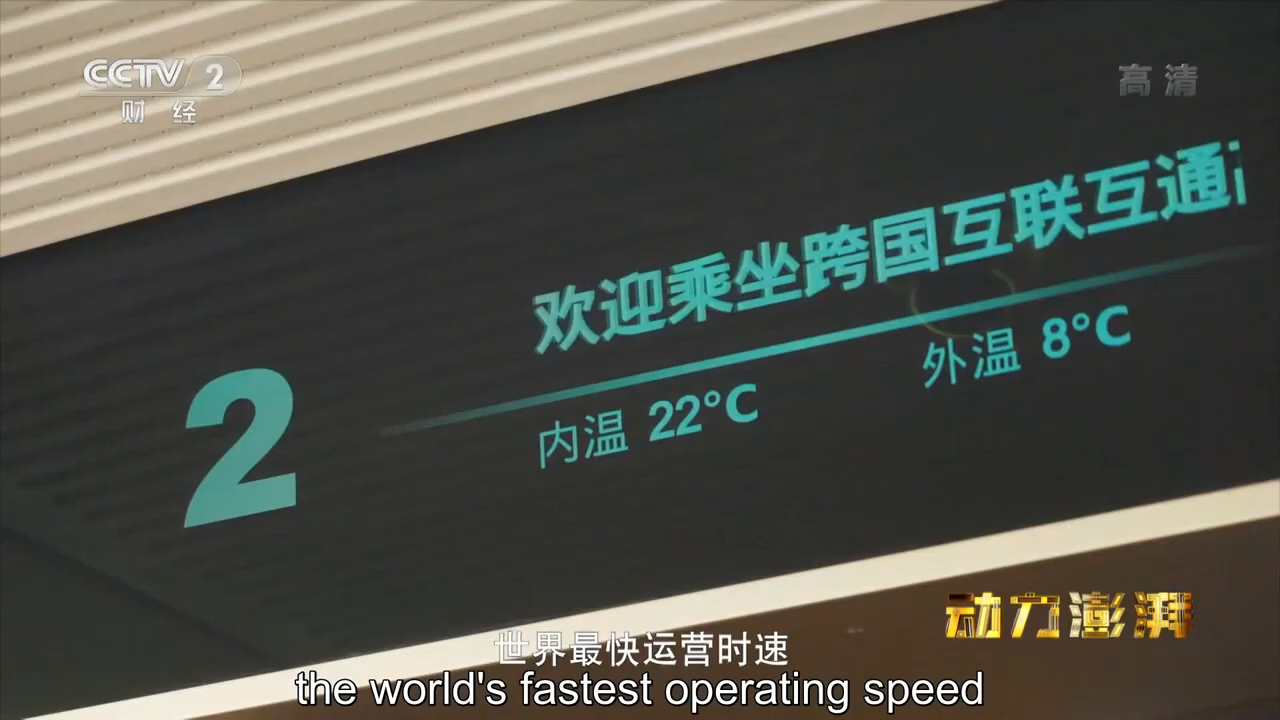 CCTV 2
财经
高清
欢迎乘坐跨国互联互通
2
内温 22°C
外温 8°C
动力澎湃
世界最快运营时速
the world's fastest operating speed